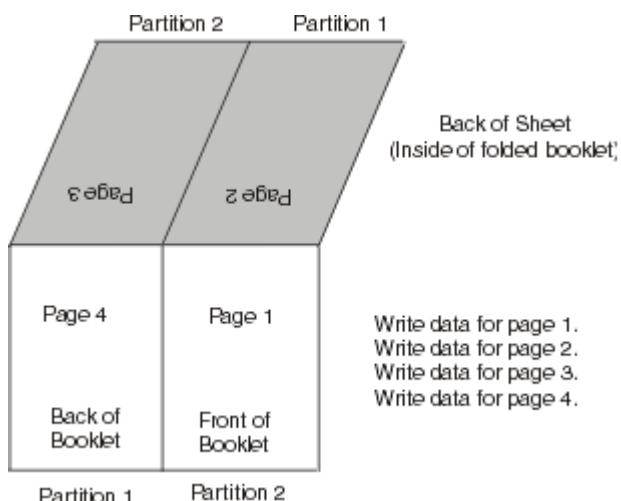 Partition 2 Partition 1
Back of Sheet
(Inside of folded booklet)
Page 3 Page 2
Page 4 Page 1
Write data for page 1.
Write data for page 2.
Write data for page 3.
Write data for page 4.
Back of
Booklet
Front of
Booklet
Partition 1 Partition 2